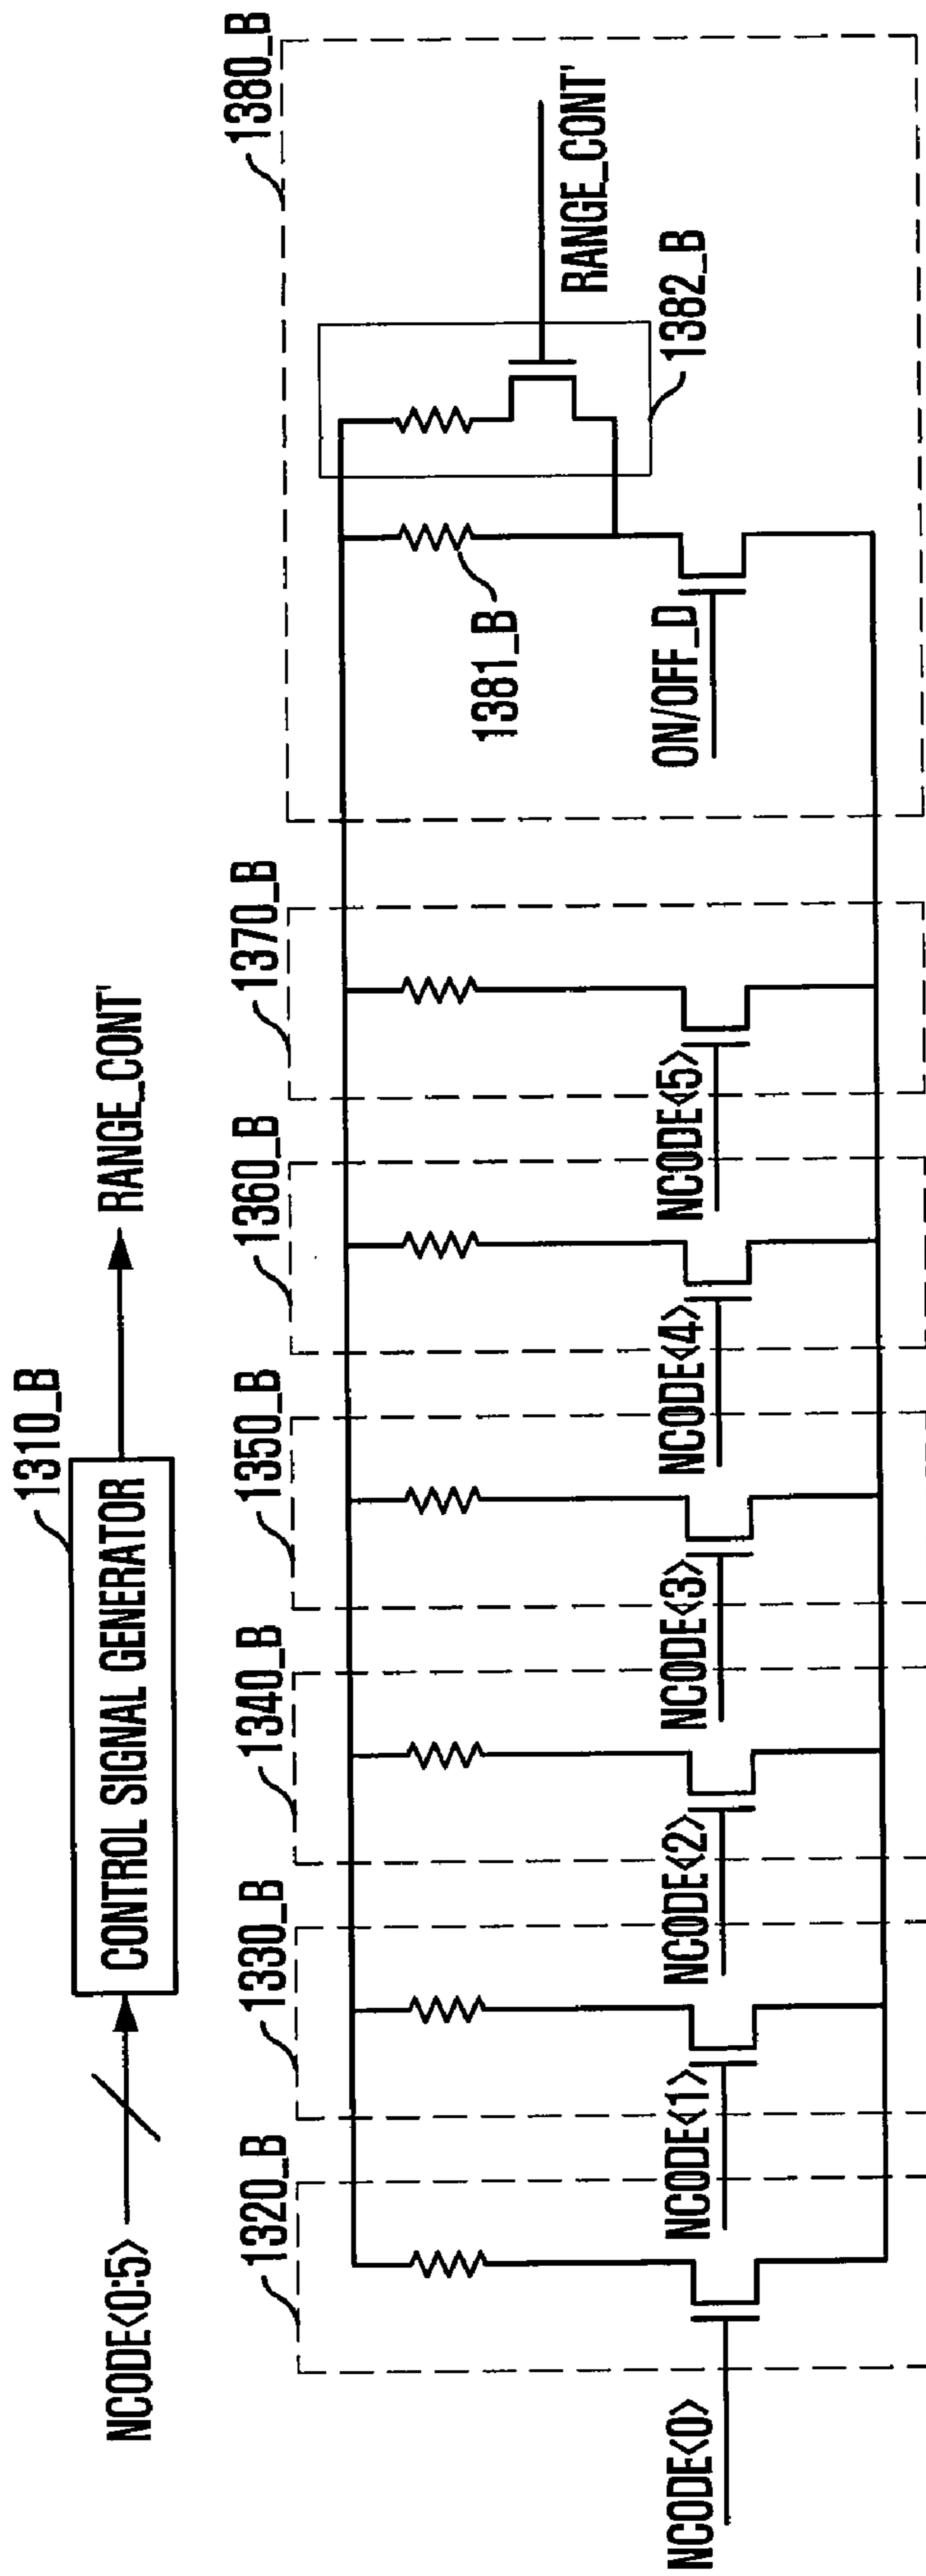 1310_B
NCODE<0:5>
CONTROL SIGNAL GENERATOR
RANGE_CONT'
1320_B
1330_B
1340_B
1350_B
1360_B
1370_B
1380_B
RANGE_CONT'
1381_B
1382_B
NCODE<0>
NCODE<1>
NCODE<2>
NCODE<3>
NCODE<4>
NCODE<5>
ON/OFF_D